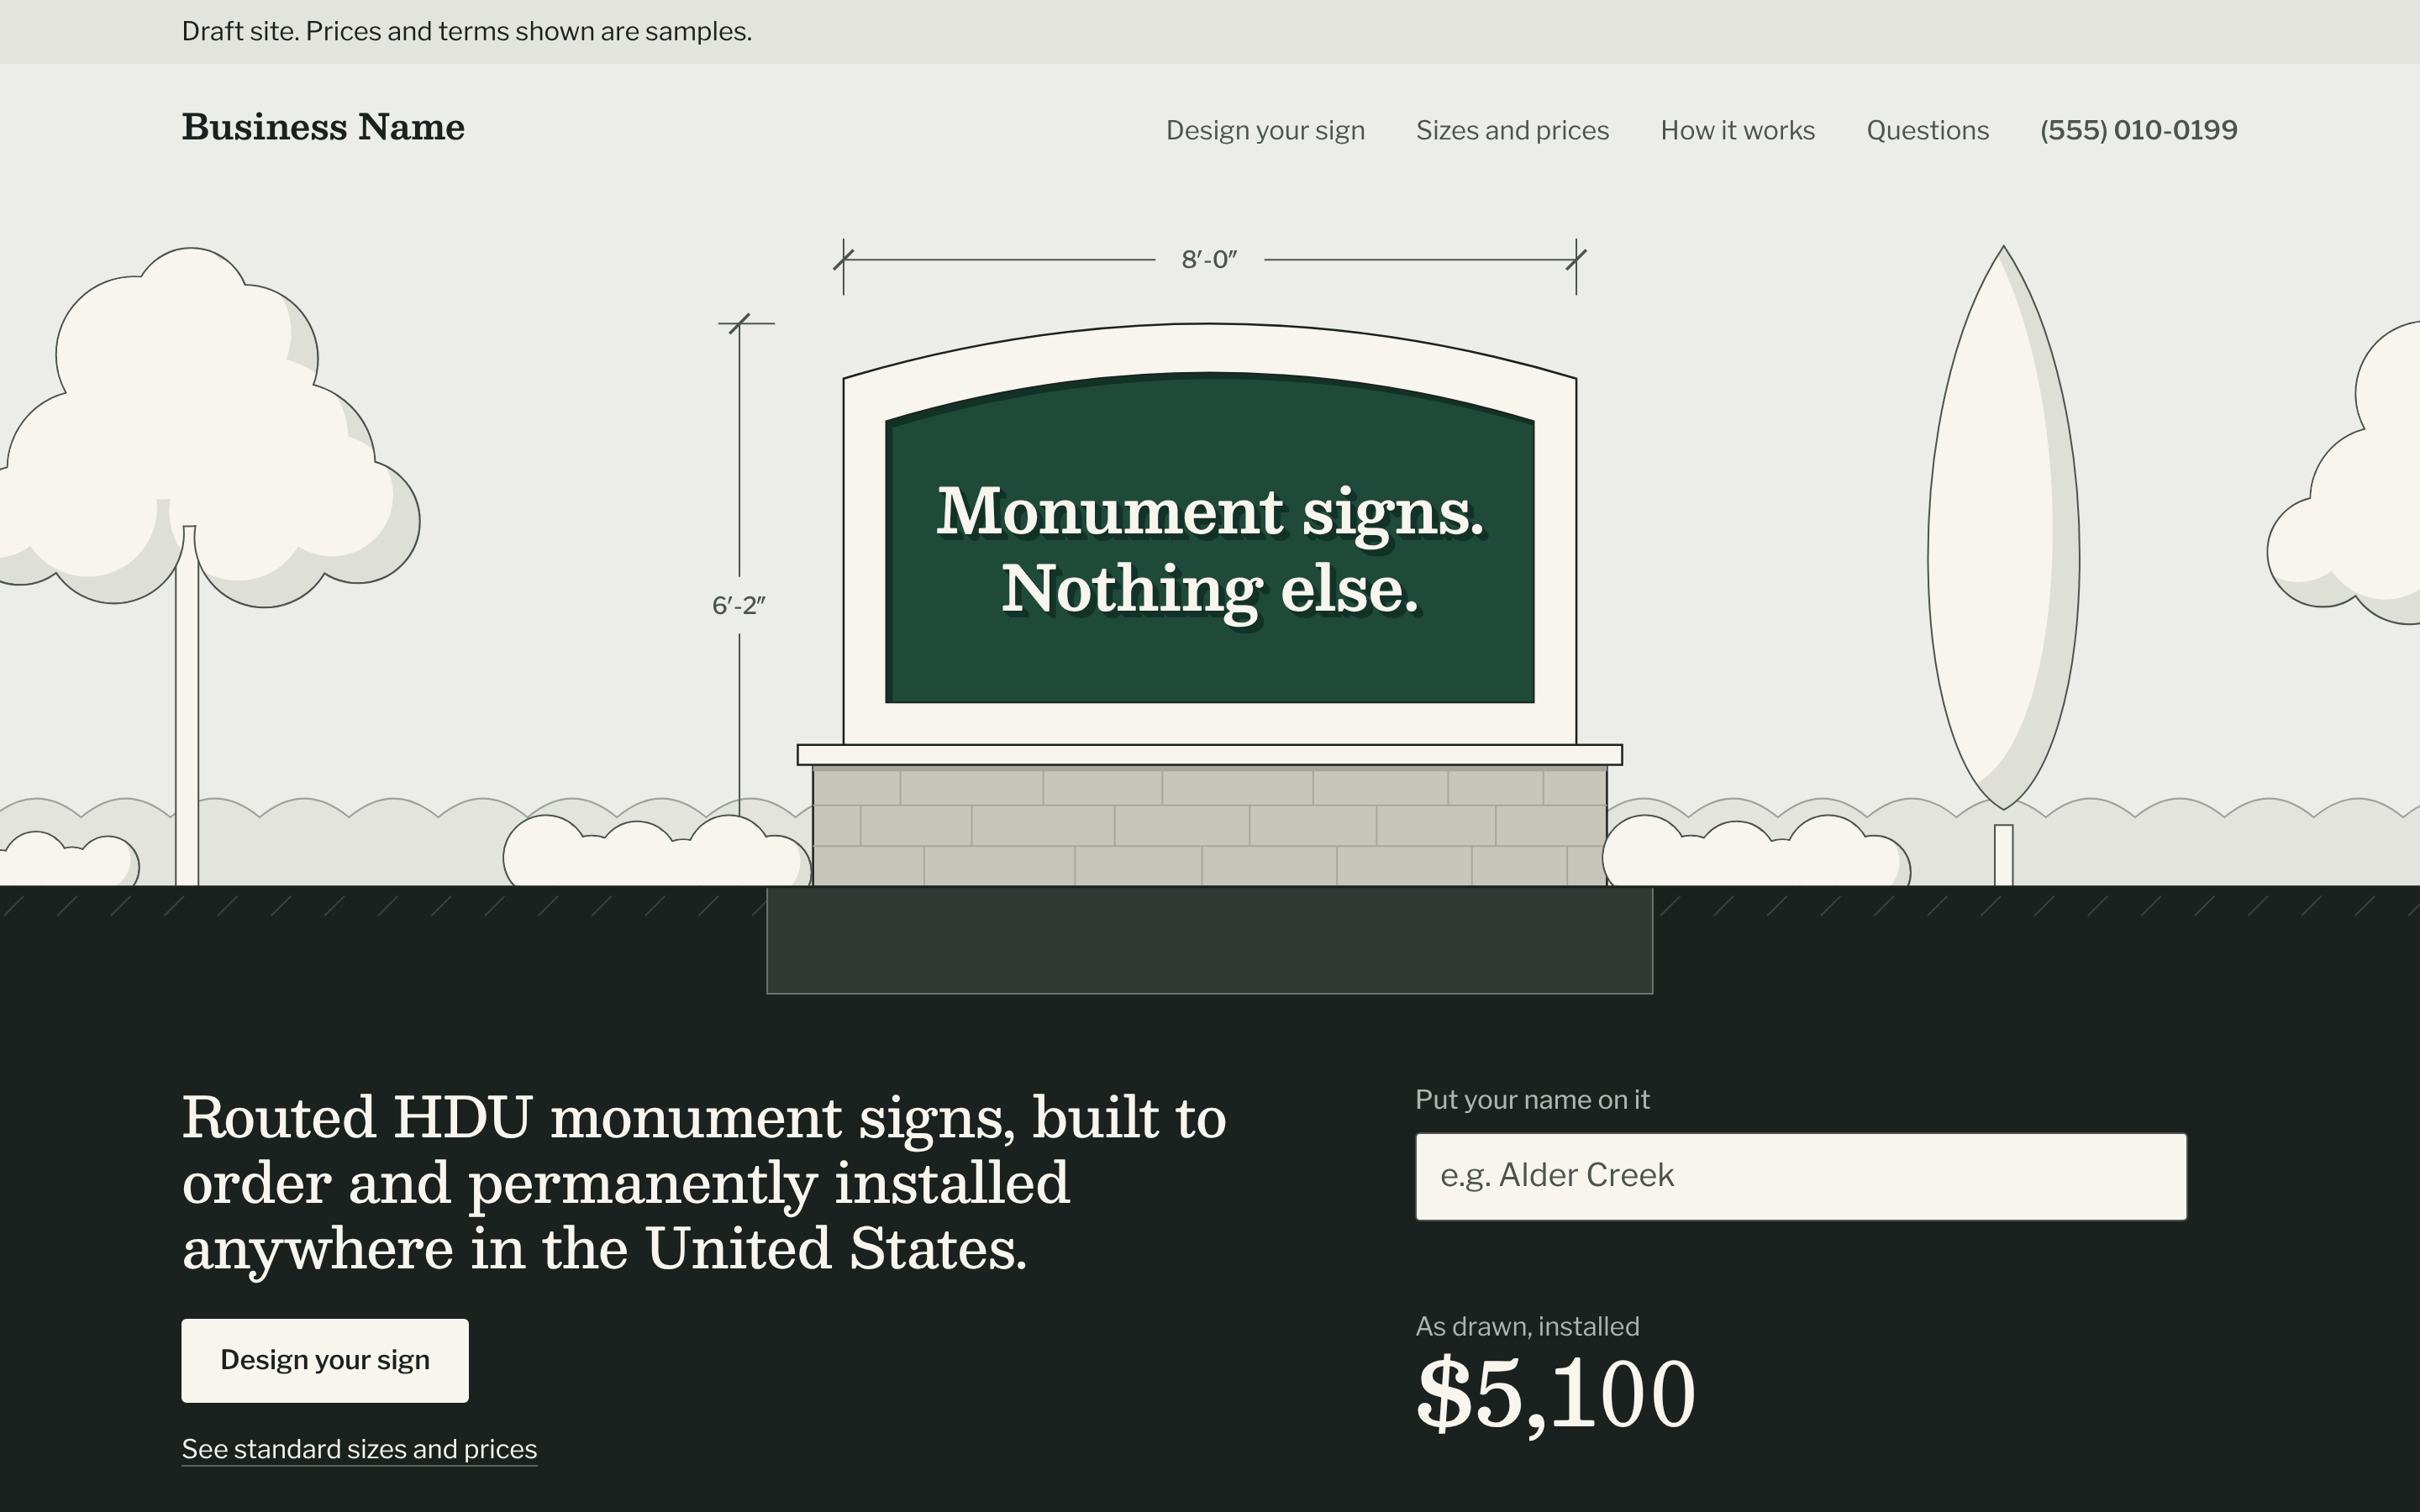 Draft site. Prices and terms shown are samples.
Business Name
Design your sign
Sizes and prices
How it works
Questions
(555) 010-0199
8′-0″
6′-2″
Monument signs.
Nothing else.
Routed HDU monument signs, built to
order and permanently installed
anywhere in the United States.
Design your sign
See standard sizes and prices
Put your name on it
e.g. Alder Creek
As drawn, installed
$5,100